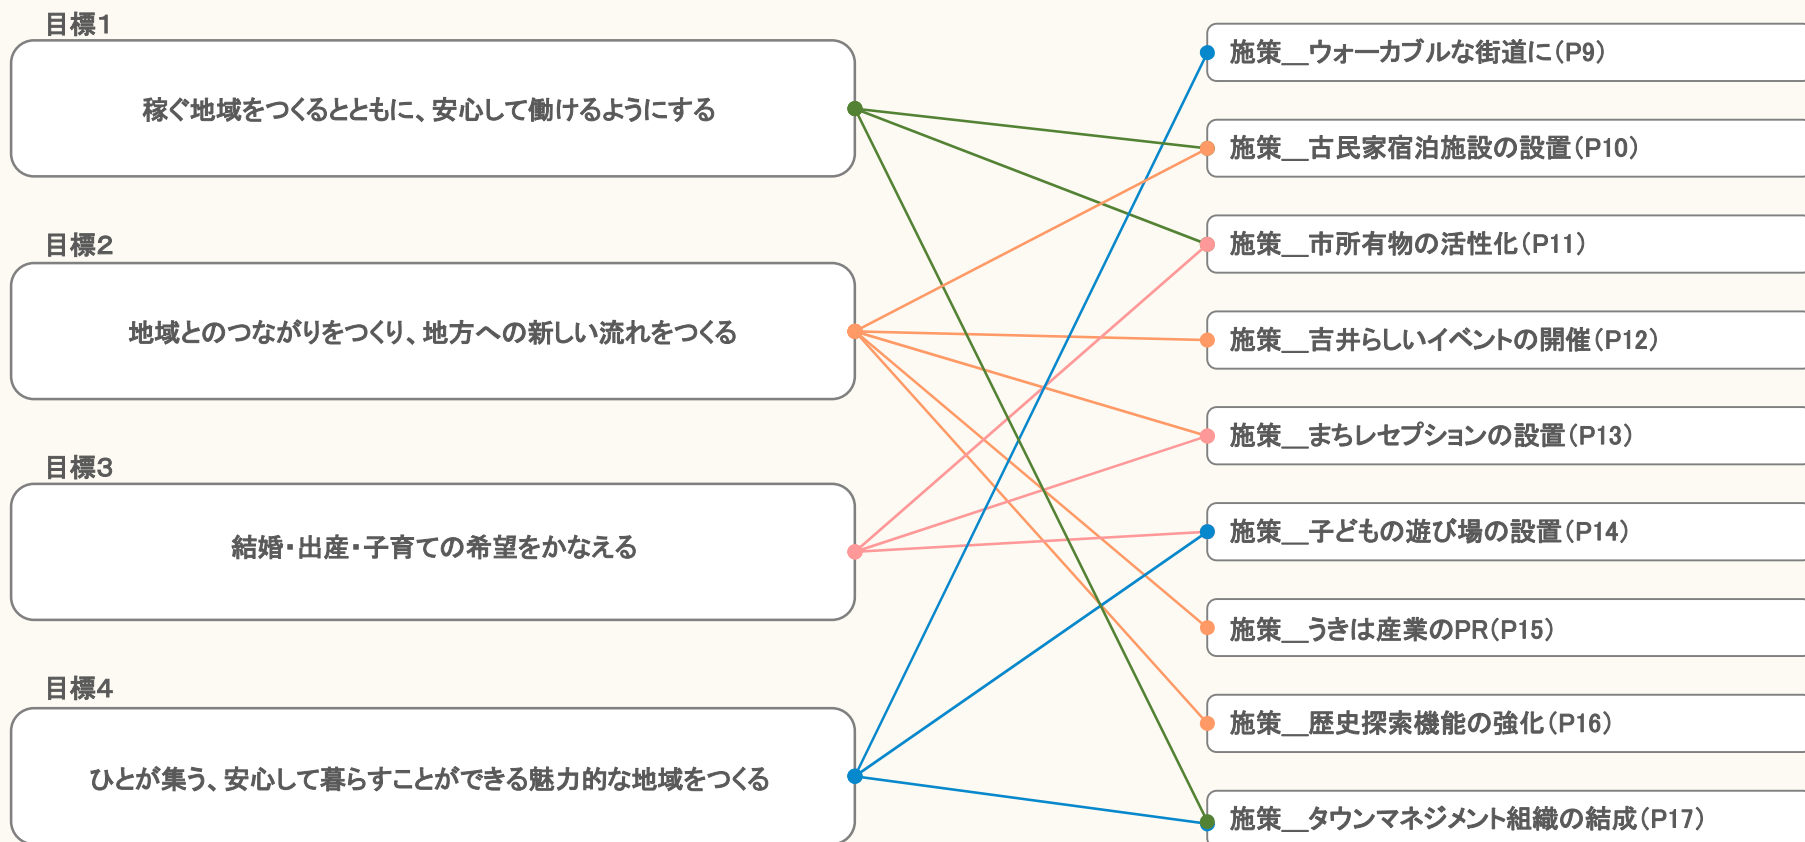 目標1
稼ぐ地域をつくるとともに、安心して働けるようにする
目標2
地域とのつながりをつくり、地方への新しい流れをつくる
目標3
結婚・出産・子育ての希望をかなえる
目標4
ひとが集う、安心して暮らすことができる魅力的な地域をつくる
施策__ウォーカブルな街道に(P9)
施策__古民家宿泊施設の設置(P10)
施策__市所有物の活性化(P11)
施策__吉井らしいイベントの開催(P12)
施策__まちレセプションの設置(P13)
施策__子どもの遊び場の設置(P14)
施策__うきは産業のPR(P15)
施策__歴史探索機能の強化(P16)
施策__タウンマネジメント組織の結成(P17)